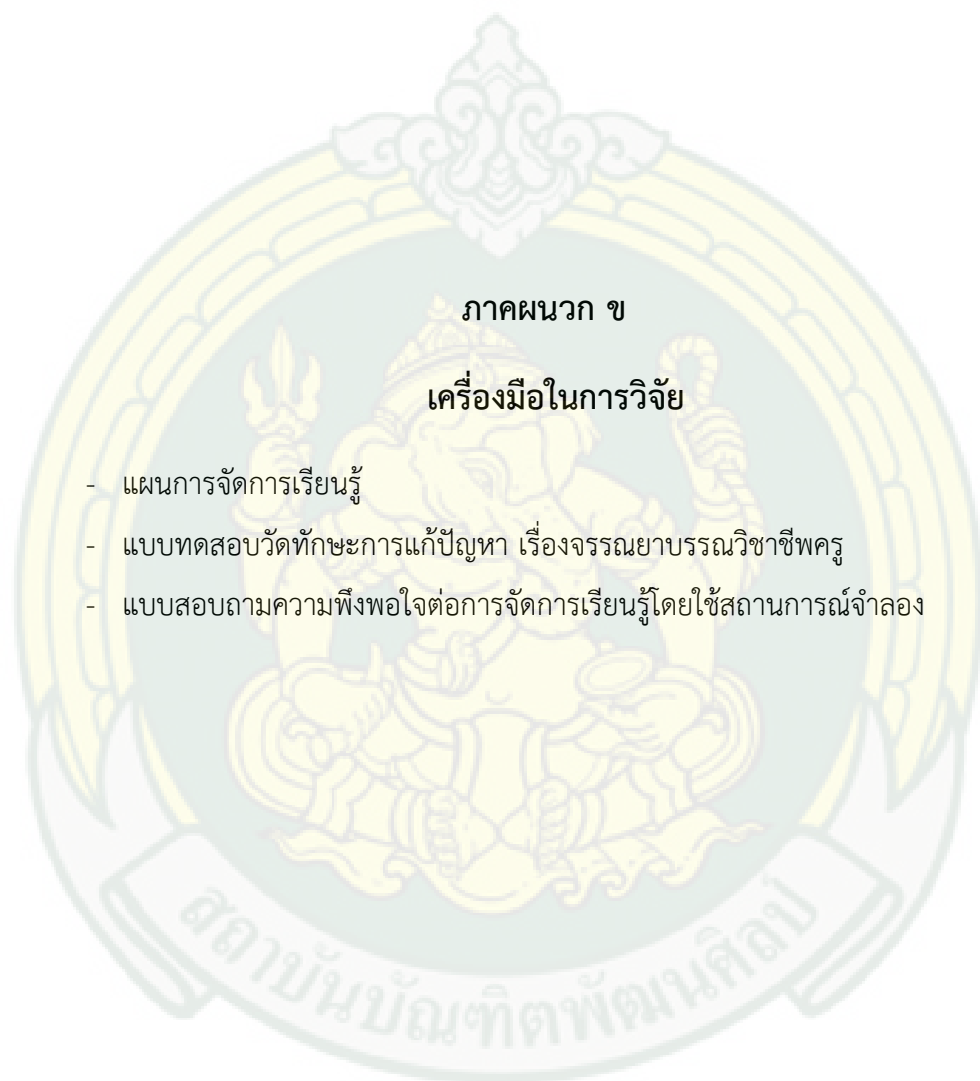 ภาคผนวก ข
เครื่องมือในการวิจัย
- แผนการจัดการเรียนรู้
- แบบทดสอบวัดทักษะการแก้ปัญหา เรื่องจรรณยาบรรณวิชาชีพครู
- แบบสอบถามความพึงพอใจต่อการจัดการเรียนรู้โดยใช้สถานการณ์จำลอง
สถาบันบัณฑิตพัฒนศิลป์